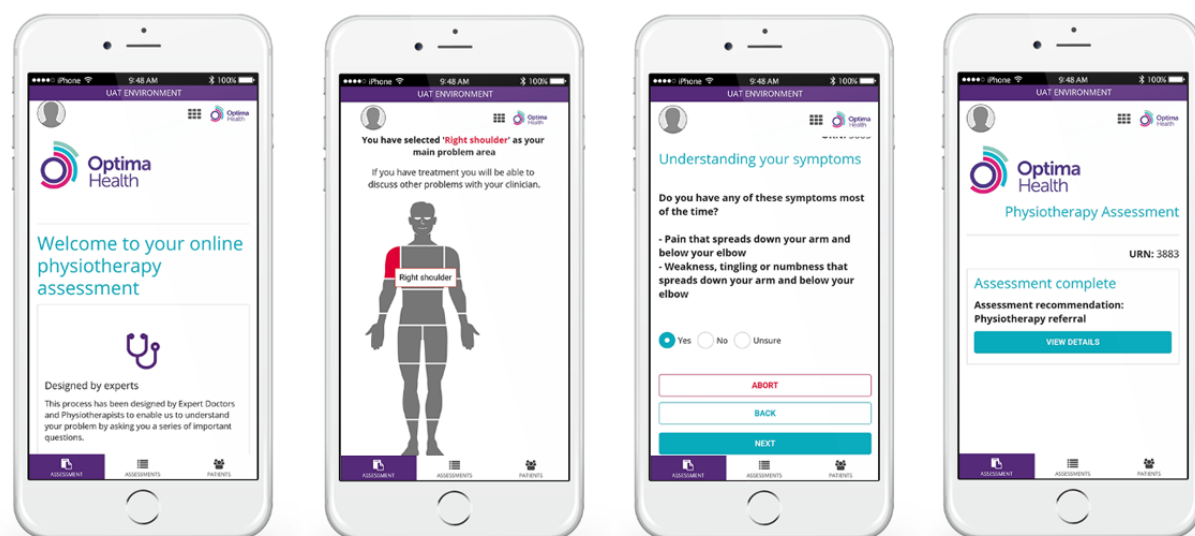 iPhone 9:48 AM 100%
UAT ENVIRONMENT
Optima
Health
Optima
Health
Welcome to your online
physiotherapy
assessment
Designed by experts
This process has been designed by Expert Doctors
and Physiotherapists to enable us to understand
your problem by asking you a series of important
questions.
ASSESSMENT ASSESSMENTS PATIENTS
iPhone 9:48 AM 100%
UAT ENVIRONMENT
Optima
Health
You have selected 'Right shoulder' as your
main problem area
If you have treatment you will be able to
discuss other problems with your clinician.
Right shoulder
ASSESSMENT ASSESSMENTS PATIENTS
iPhone 9:48 AM 100%
UAT ENVIRONMENT
Optima
Health
URN: 3883
Understanding your symptoms
Do you have any of these symptoms most
of the time?
- Pain that spreads down your arm and
below your elbow
- Weakness, tingling or numbness that
spreads down your arm and below your
elbow
Yes No Unsure
ABORT
BACK
NEXT
ASSESSMENT ASSESSMENTS PATIENTS
iPhone 9:48 AM 100%
UAT ENVIRONMENT
Optima
Health
Optima
Health
Physiotherapy Assessment
URN: 3883
Assessment complete
Assessment recommendation:
Physiotherapy referral
VIEW DETAILS
ASSESSMENT ASSESSMENTS PATIENTS